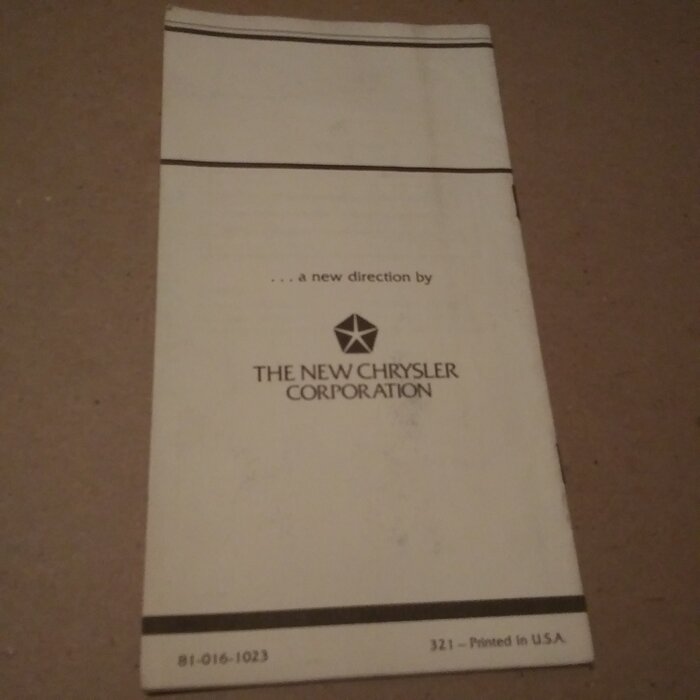 . . . a new direction by
THE NEW CHRYSLER
CORPORATION
81-016-1023
321 – Printed in U.S.A.